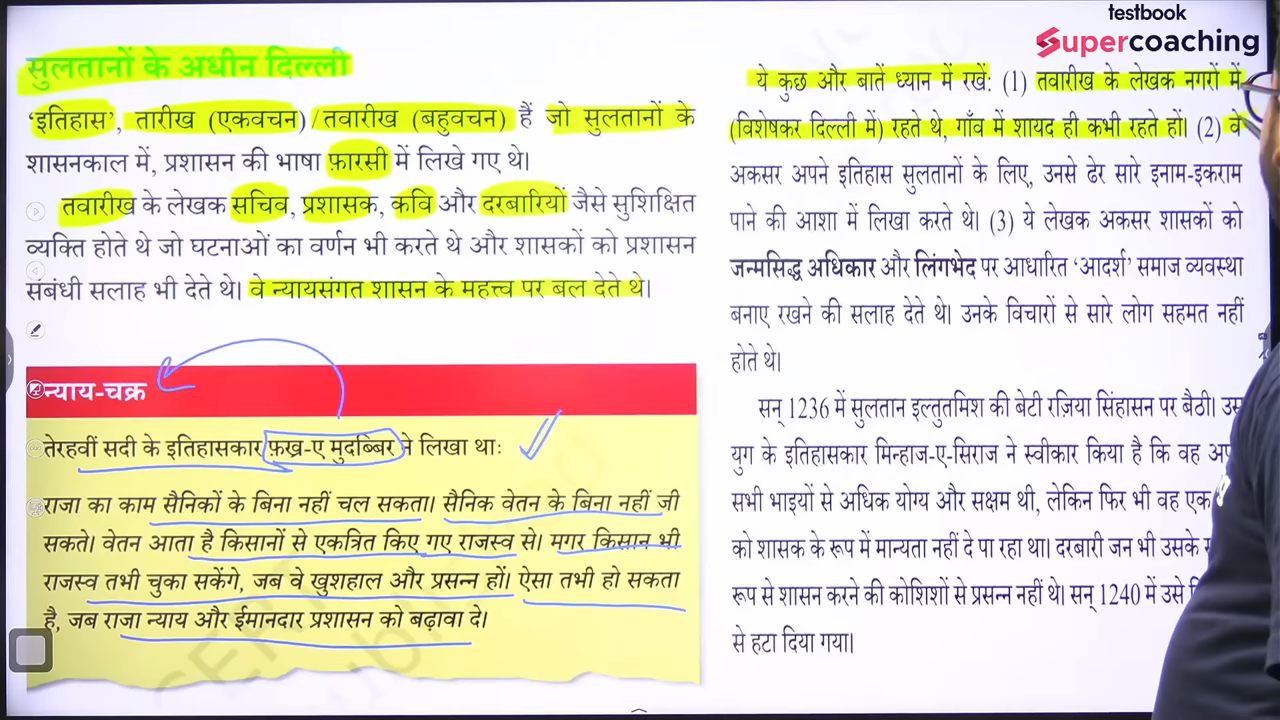 testbook
Supercoaching
सुलतानों के अधीन दिल्ली
'इतिहास', तारीख (एकवचन) / तवारीख (बहुवचन) हैं जो सुलतानों के
शासनकाल में, प्रशासन की भाषा फ़ारसी में लिखे गए थे।
तवारीख के लेखक सचिव, प्रशासक, कवि और दरबारियों जैसे सुशिक्षित
व्यक्ति होते थे जो घटनाओं का वर्णन भी करते थे और शासकों को प्रशासन
संबंधी सलाह भी देते थे। वे न्यायसंगत शासन के महत्त्व पर बल देते थे।
न्याय-चक्र
तेरहवीं सदी के इतिहासकार फ़ख्र-ए मुदब्बिर ने लिखा थाः
राजा का काम सैनिकों के बिना नहीं चल सकता। सैनिक वेतन के बिना नहीं जी
सकते। वेतन आता है किसानों से एकत्रित किए गए राजस्व से। मगर किसान भी
राजस्व तभी चुका सकेंगे, जब वे खुशहाल और प्रसन्न हों। ऐसा तभी हो सकता
है, जब राजा न्याय और ईमानदार प्रशासन को बढ़ावा दे।
ये कुछ और बातें ध्यान में रखें: (1) तवारीख के लेखक नगरों में
(विशेषकर दिल्ली में) रहते थे, गाँव में शायद ही कभी रहते हों। (2) वे
अकसर अपने इतिहास सुलतानों के लिए, उनसे ढेर सारे इनाम-इकराम
पाने की आशा में लिखा करते थे। (3) ये लेखक अकसर शासकों को
जन्मसिद्ध अधिकार और लिंगभेद पर आधारित 'आदर्श' समाज व्यवस्था
बनाए रखने की सलाह देते थे। उनके विचारों से सारे लोग सहमत नहीं
होते थे।
सन् 1236 में सुलतान इल्तुतमिश की बेटी रज़िया सिंहासन पर बैठी। उस
युग के इतिहासकार मिन्हाज-ए-सिराज ने स्वीकार किया है कि वह
सभी भाइयों से अधिक योग्य और सक्षम थी, लेकिन फिर भी वह एक
को शासक के रूप में मान्यता नहीं दे पा रहा था। दरबारी जन भी उसके
रूप से शासन करने की कोशिशों से प्रसन्न नहीं थे। सन् 1240 में उसे
से हटा दिया गया।